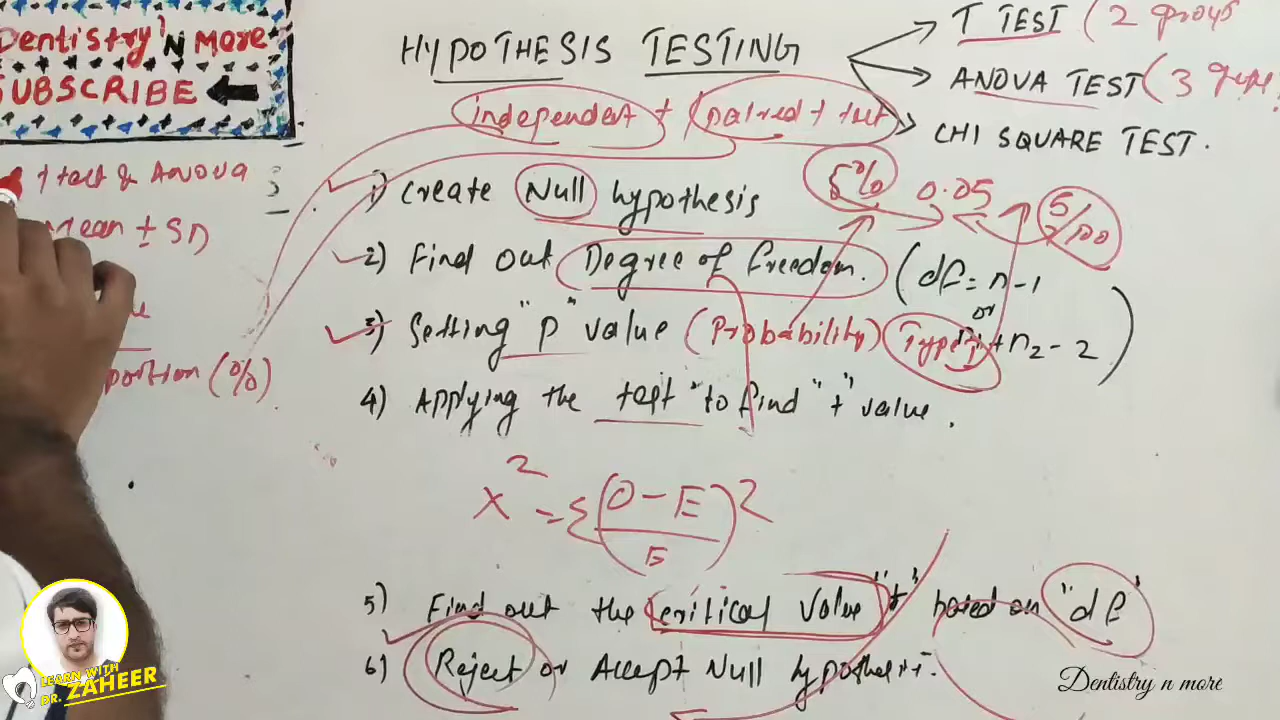 Dentistry'N More
SUBSCRIBE
HYPOTHESIS TESTING
T TEST (2 groups
ANOVA TEST (3 groups)
CHI SQUARE TEST.
independent t paired t test
t test & ANOVA
Mean ± SD
portion (%)
1) Create Null hypothesis
5% 0.05 5/100
2) Find out Degree of freedom. (df = n-1
or
+n2-2)
3) Setting "P" value (Probability) Type I
4) Applying the test "to find "t" value.
X2 = Σ(O-E)2
E
5) Find out the critical value "t" based on "df"
6) Reject or Accept Null hypothesis.
LEARN WITH
DR. ZAHEER
Dentistry n more